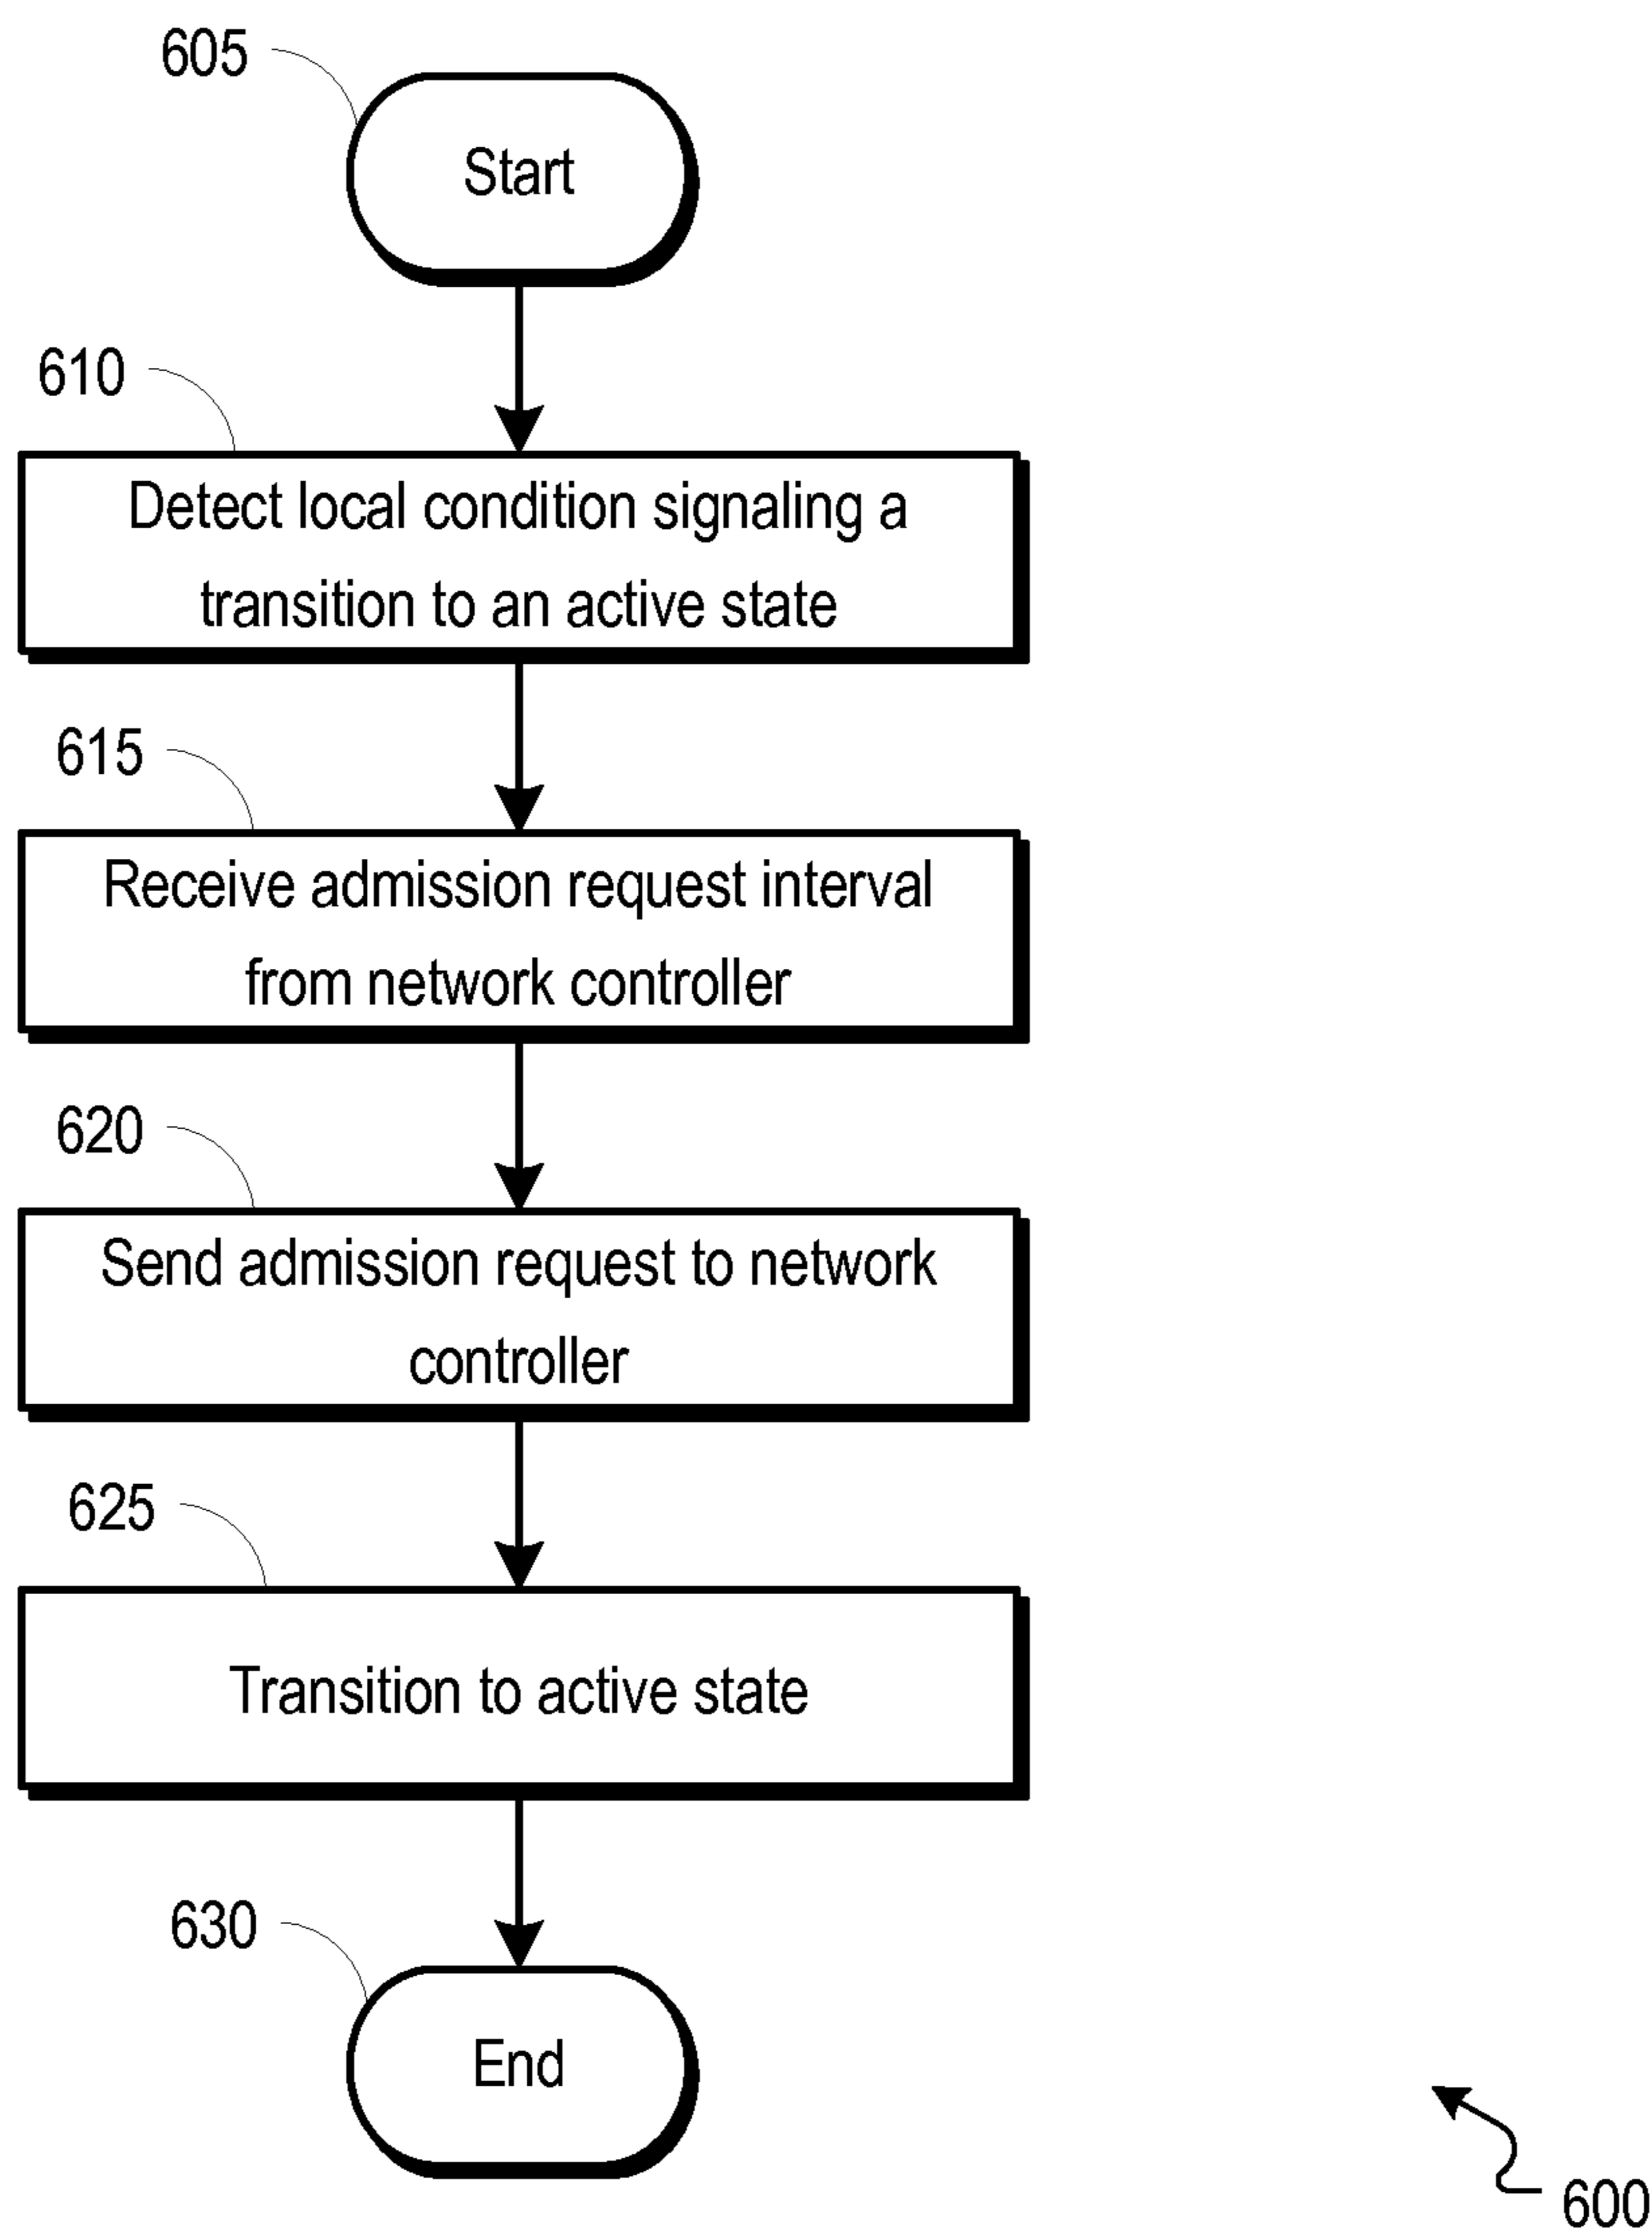 605
Start
610
Detect local condition signaling a
transition to an active state
615
Receive admission request interval
from network controller
620
Send admission request to network
controller
625
Transition to active state
630
End
600